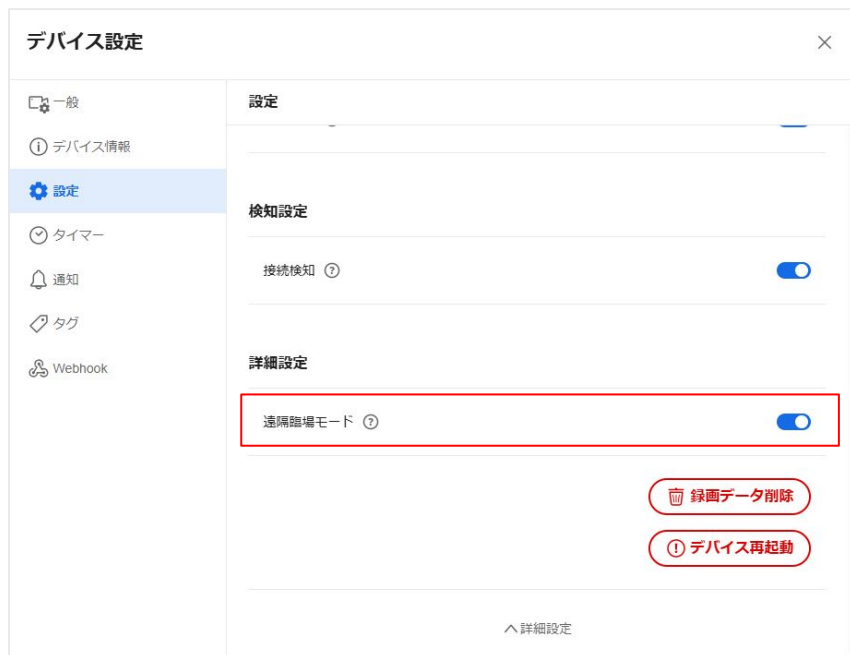 デバイス設定
一般
設定
デバイス情報
設定
検知設定
タイマー
接続検知
通知
タグ
詳細設定
Webhook
遠隔臨場モード
録画データ削除
デバイス再起動
詳細設定